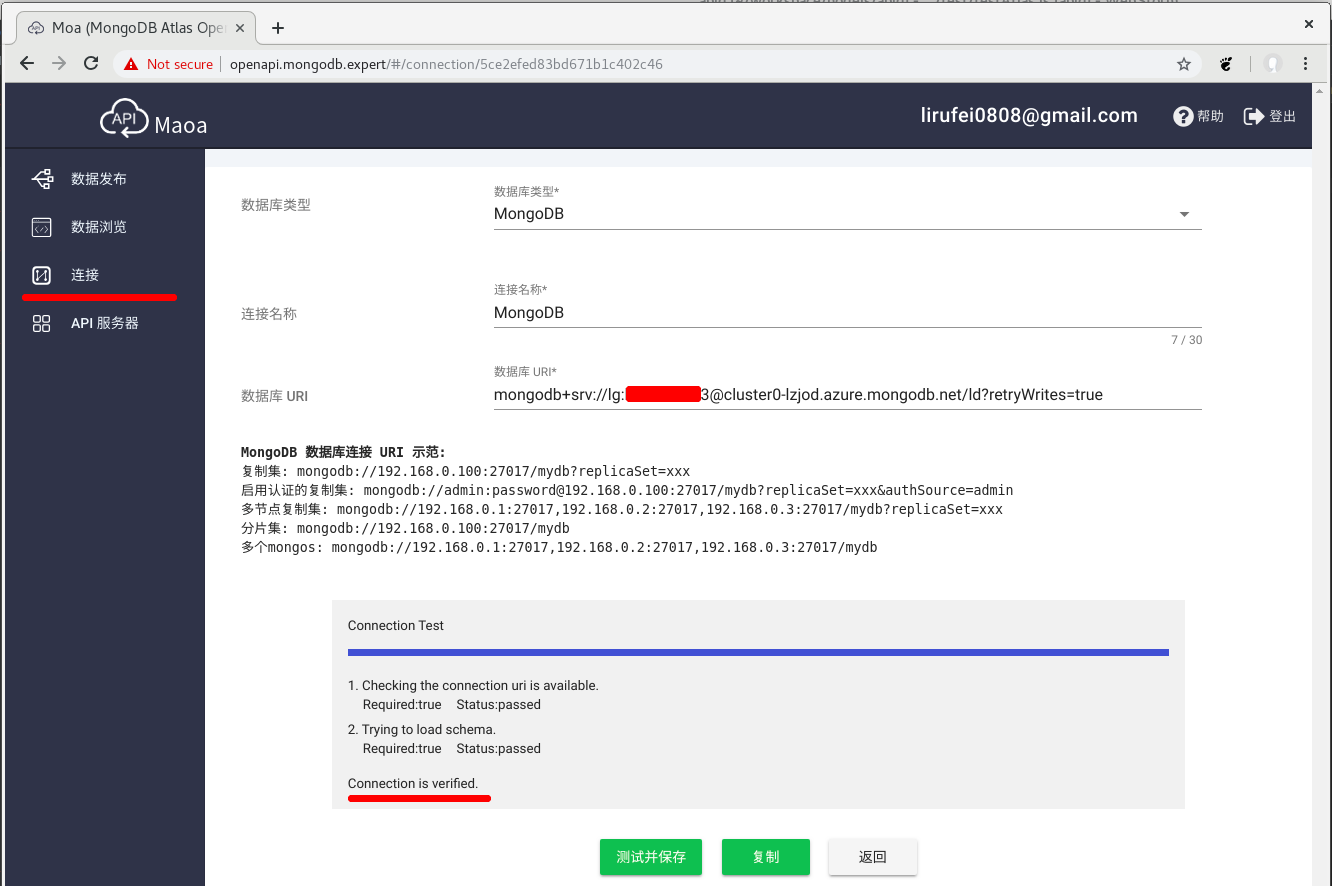 Moa (MongoDB Atlas Ope
Not secure openapi.mongodb.expert/#/connection/5ce2efed83bd671b1c402c46
API Maoa
lirufei0808@gmail.com
帮助
登出
数据发布
数据浏览
连接
API 服务器
数据库类型
数据库类型*
MongoDB
连接名称
连接名称*
MongoDB
7 / 30
数据库 URI
数据库 URI*
mongodb+srv://lg: 3@cluster0-lzjod.azure.mongodb.net/ld?retryWrites=true
MongoDB 数据库连接 URI 示范:
复制集: mongodb://192.168.0.100:27017/mydb?replicaSet=xxx
启用认证的复制集: mongodb://admin:password@192.168.0.100:27017/mydb?replicaSet=xxx&authSource=admin
多节点复制集: mongodb://192.168.0.1:27017,192.168.0.2:27017,192.168.0.3:27017/mydb?replicaSet=xxx
分片集: mongodb://192.168.0.100:27017/mydb
多个mongos: mongodb://192.168.0.1:27017,192.168.0.2:27017,192.168.0.3:27017/mydb
Connection Test
1. Checking the connection uri is available.
Required:true Status:passed
2. Trying to load schema.
Required:true Status:passed
Connection is verified.
测试并保存
复制
返回